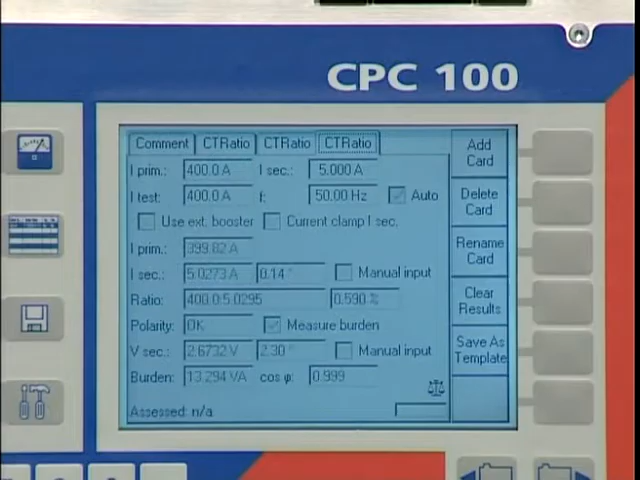 CPC 100
Comment CTRatio CTRatio CTRatio
I prim.: 400.0 A I sec.: 5.000 A
I test: 400.0 A f: 50.00 Hz Auto
Use ext. booster Current clamp I sec.
I prim.: 399.82 A
I sec.: 5.0273 A 0.14 ° Manual input
Ratio: 400.0:5.0295 0.590 %
Polarity: OK Measure burden
V sec.: 2.6732 V 2.30 ° Manual input
Burden: 13.294 VA cos φ: 0.999
Assessed: n/a
Add Card
Delete Card
Rename Card
Clear Results
Save As Template